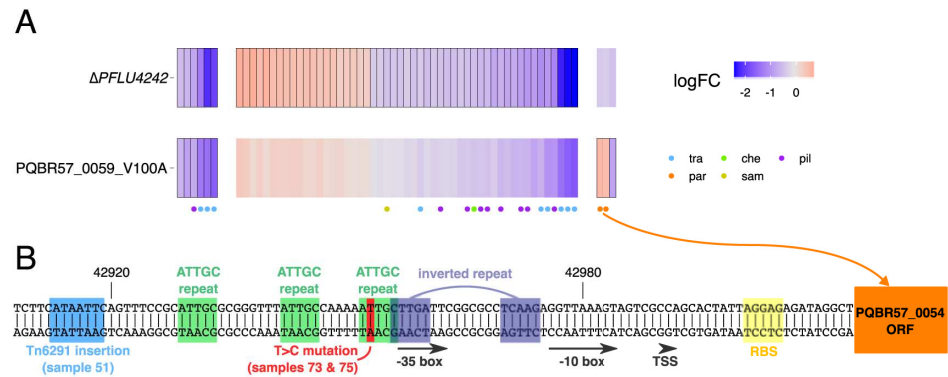 A
ΔPFLU4242
PQBR57_0059_V100A
logFC
-2 -1 0
tra che pil
par sam
B
42920 42980
ATTGC repeat
ATTGC repeat
ATTGC repeat
inverted repeat
TCTTCATAATTCAGTTTCCGCATTGCGCGGGTTTATTGCCAAAAATTGCTTGATTCGGCGCCTCAAGAGGTTAAAGTAGTCGCCAGCACTATTAGGAGAGATAGGCT
AGAAGTATTAAGTCAAAGGCGTAACGCGCCCAAATAACGGTTTTTAACGAACTAAGCCGCGGAGTTCTCCAATTTCATCAGCGGTCGTGATAATCCTCTCTATCCGA
PQBR57_0054
ORF
Tn6291 insertion
(sample 51)
T>C mutation
(samples 73 & 75)
-35 box
-10 box
TSS
RBS